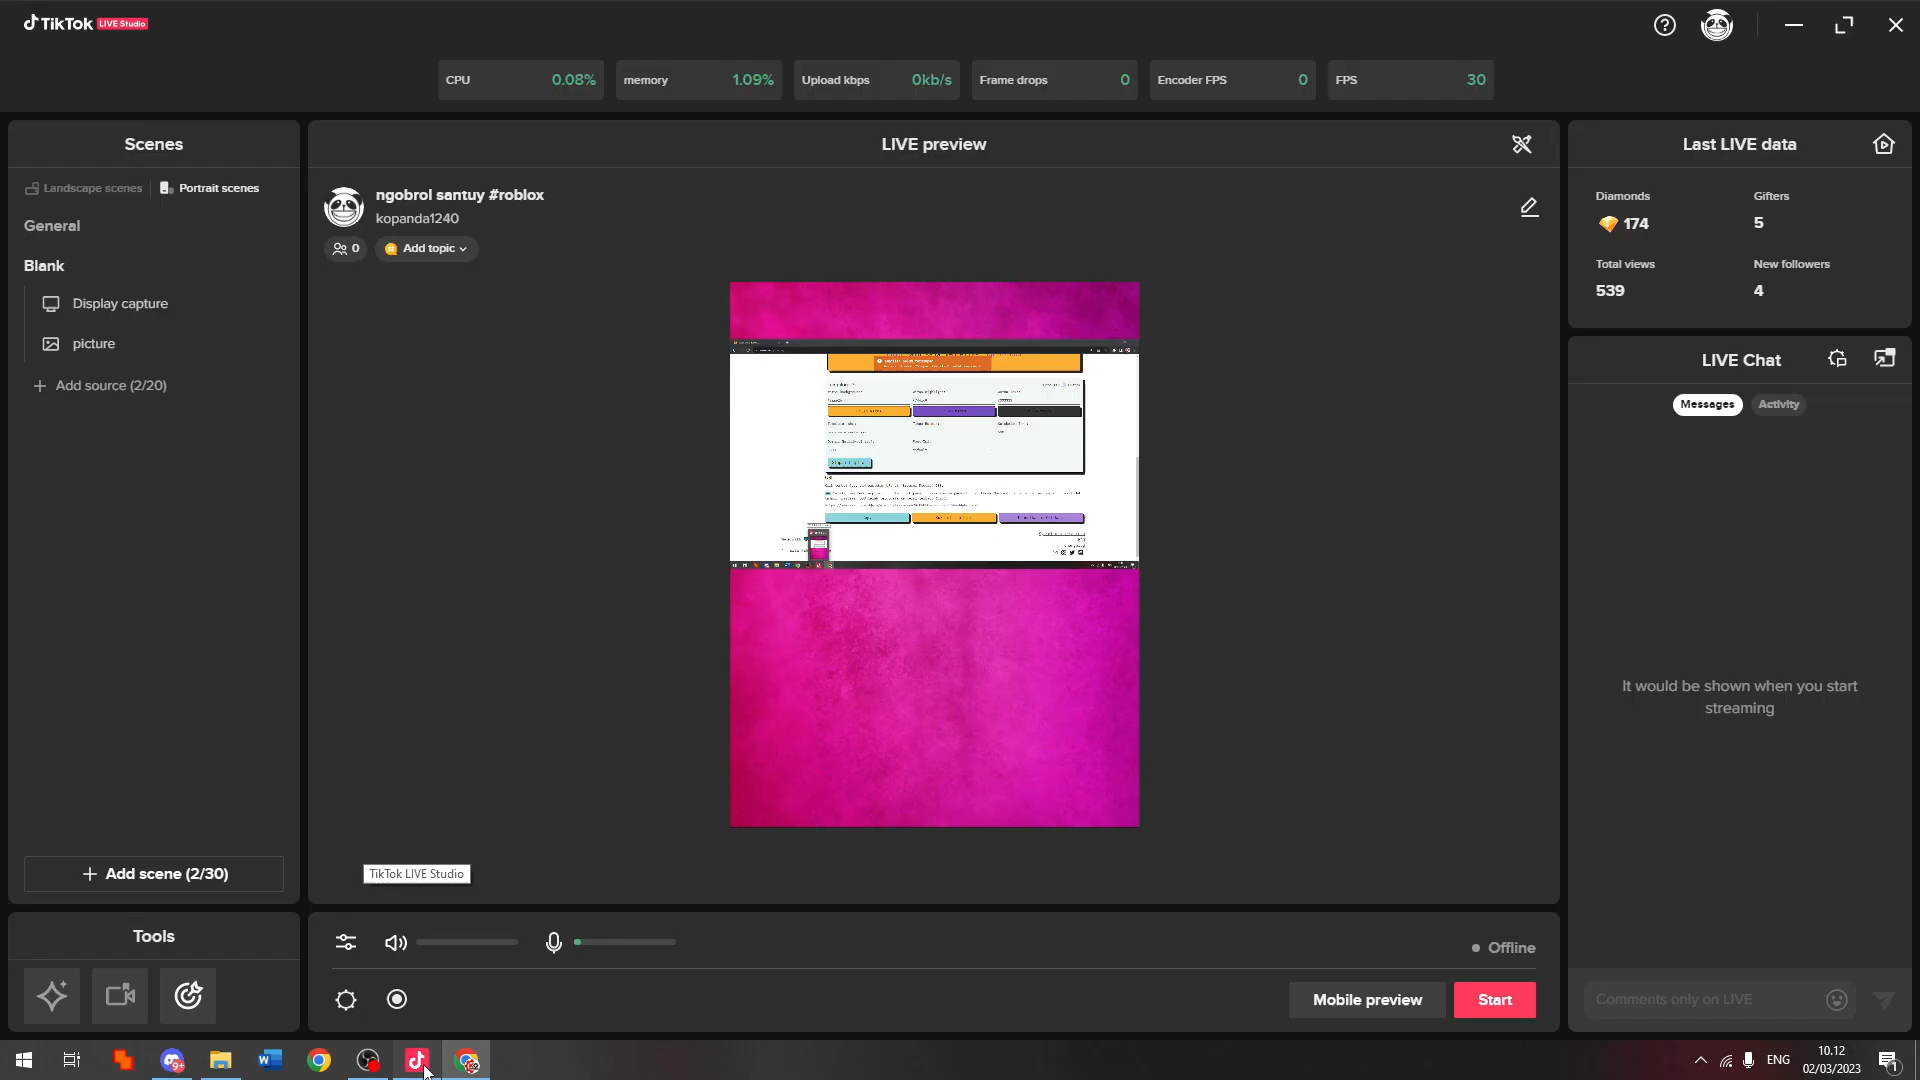 TikTok LIVE Studio
CPU 0.08%
memory 1.09%
Upload kbps 0kb/s
Frame drops 0
Encoder FPS 0
FPS 30
Scenes
Landscape scenes
Portrait scenes
General
Blank
Display capture
picture
+ Add source (2/20)
+ Add scene (2/30)
Tools
LIVE preview
ngobrol santuy #roblox
kopanda1240
0
Add topic
TikTok LIVE Studio
Offline
Mobile preview
Start
Last LIVE data
Diamonds
Gifters
174
5
Total views
New followers
539
4
LIVE Chat
Messages
Activity
It would be shown when you start
streaming
Comments only on LIVE
9+
W
ENG
10.12
02/03/2023
1